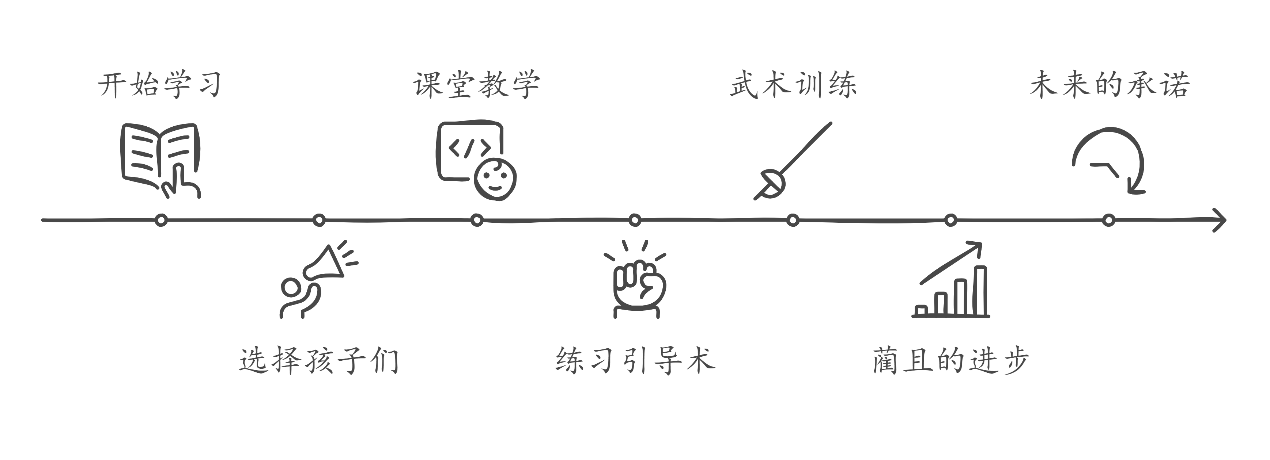 开始学习
课堂教学
武术训练
未来的承诺
</>
选择孩子们
练习引导术
蔺且的进步